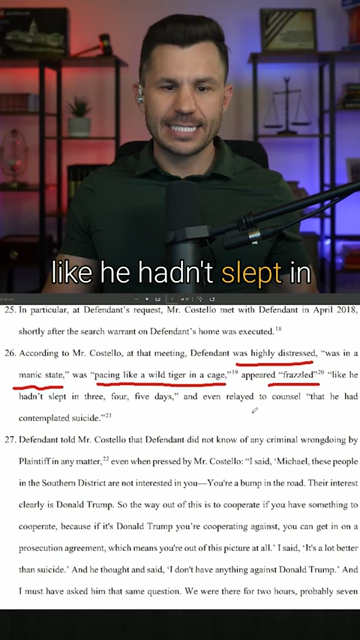 like he hadn't slept in
25. In particular, at Defendant's request, Mr. Costello met with Defendant in April 2018,
shortly after the search warrant on Defendant's home was executed.18
26. According to Mr. Costello, at that meeting, Defendant was highly distressed, "was in a
manic state," was "pacing like a wild tiger in a cage,"19 appeared "frazzled"20 "like he
hadn't slept in three, four, five days," and even relayed to counsel "that he had
contemplated suicide."21
27. Defendant told Mr. Costello that Defendant did not know of any criminal wrongdoing by
Plaintiff in any matter,22 even when pressed by Mr. Costello: "I said, 'Michael, these people
in the Southern District are not interested in you—You're a bump in the road. Their interest
clearly is Donald Trump. So the way out of this is to cooperate if you have something to
cooperate, because if it's Donald Trump you're cooperating against, you can get in on a
prosecution agreement, which means you're out of this picture at all.' I said, 'It's a lot better
than suicide.' And he thought and said, 'I don't have anything against Donald Trump.' And
I must have asked him that same question. We were there for two hours, probably seven